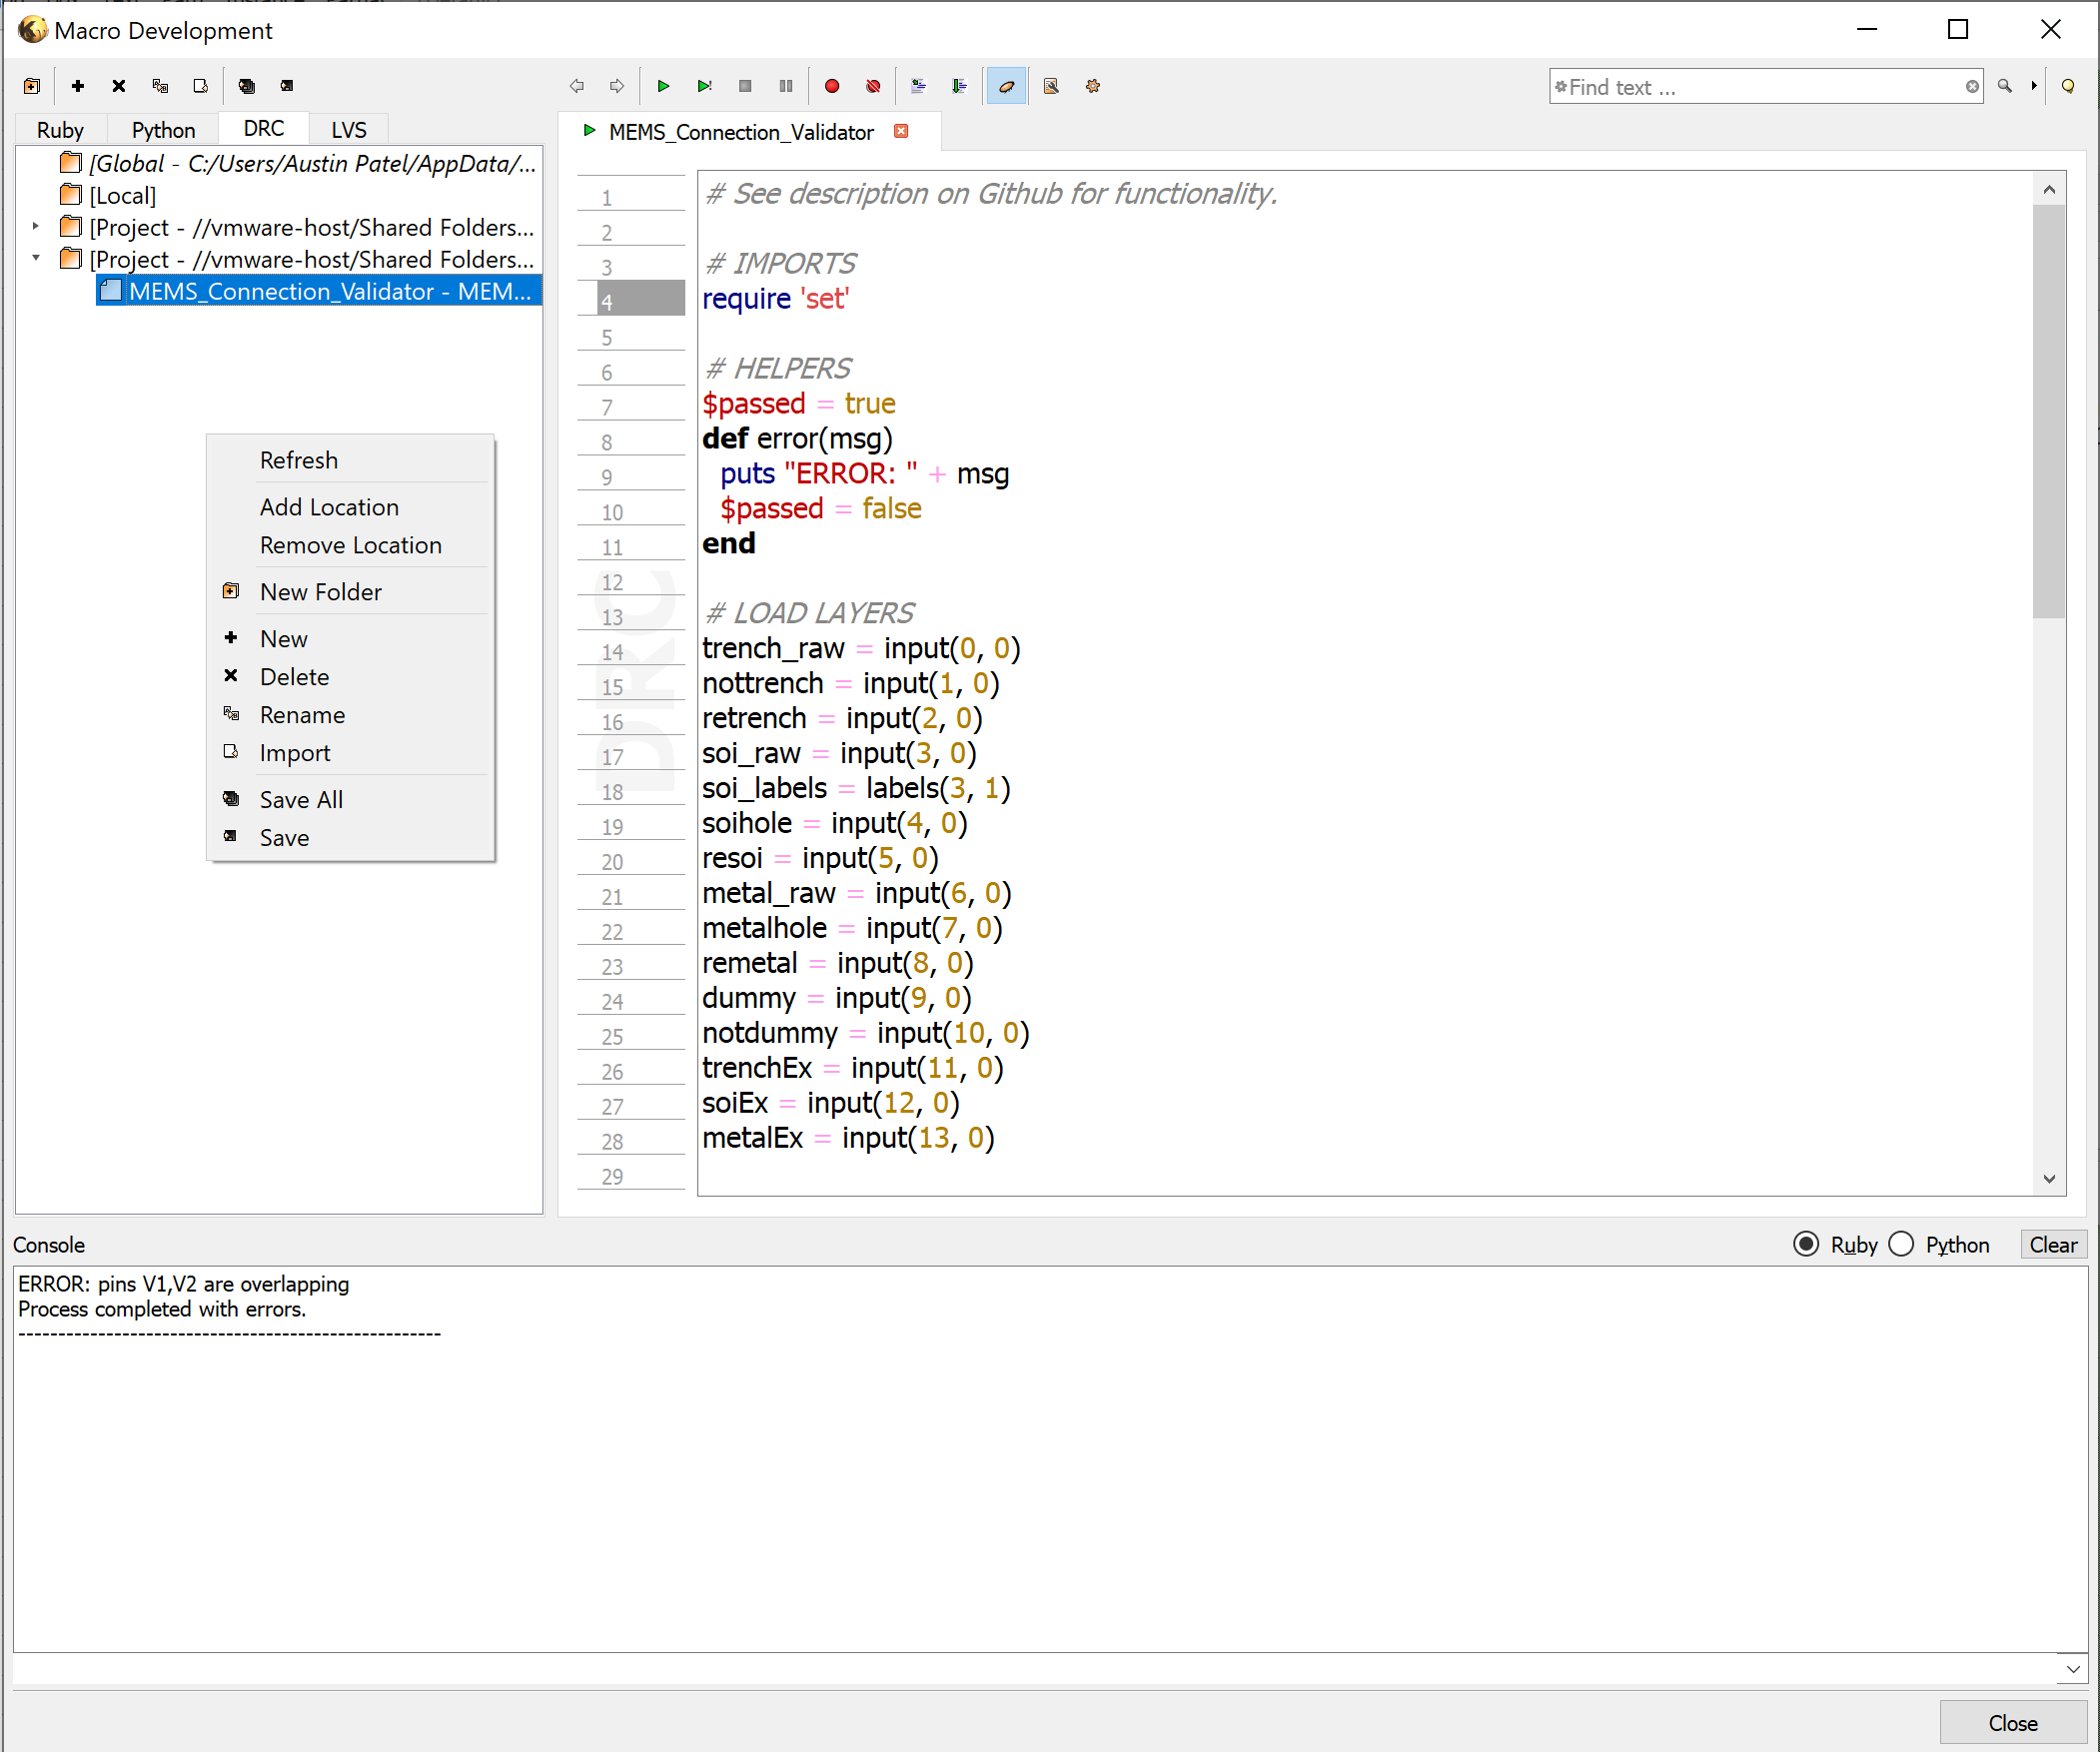 Macro Development
Find text ...
Ruby Python DRC LVS
[Global - C:/Users/Austin Patel/AppData/...
[Local]
[Project - //vmware-host/Shared Folders...
[Project - //vmware-host/Shared Folders...
MEMS_Connection_Validator - MEM...
Refresh
Add Location
Remove Location
New Folder
New
Delete
Rename
Import
Save All
Save
MEMS_Connection_Validator
DRC
1 # See description on Github for functionality.
2
3 # IMPORTS
4 require 'set'
5
6 # HELPERS
7 $passed = true
8 def error(msg)
9 puts "ERROR: " + msg
10 $passed = false
11 end
12
13 # LOAD LAYERS
14 trench_raw = input(0, 0)
15 nottrench = input(1, 0)
16 retrench = input(2, 0)
17 soi_raw = input(3, 0)
18 soi_labels = labels(3, 1)
19 soihole = input(4, 0)
20 resoi = input(5, 0)
21 metal_raw = input(6, 0)
22 metalhole = input(7, 0)
23 remetal = input(8, 0)
24 dummy = input(9, 0)
25 notdummy = input(10, 0)
26 trenchEx = input(11, 0)
27 soiEx = input(12, 0)
28 metalEx = input(13, 0)
29
Console Ruby Python Clear
ERROR: pins V1,V2 are overlapping
Process completed with errors.
-----------------------------------------------------
Close